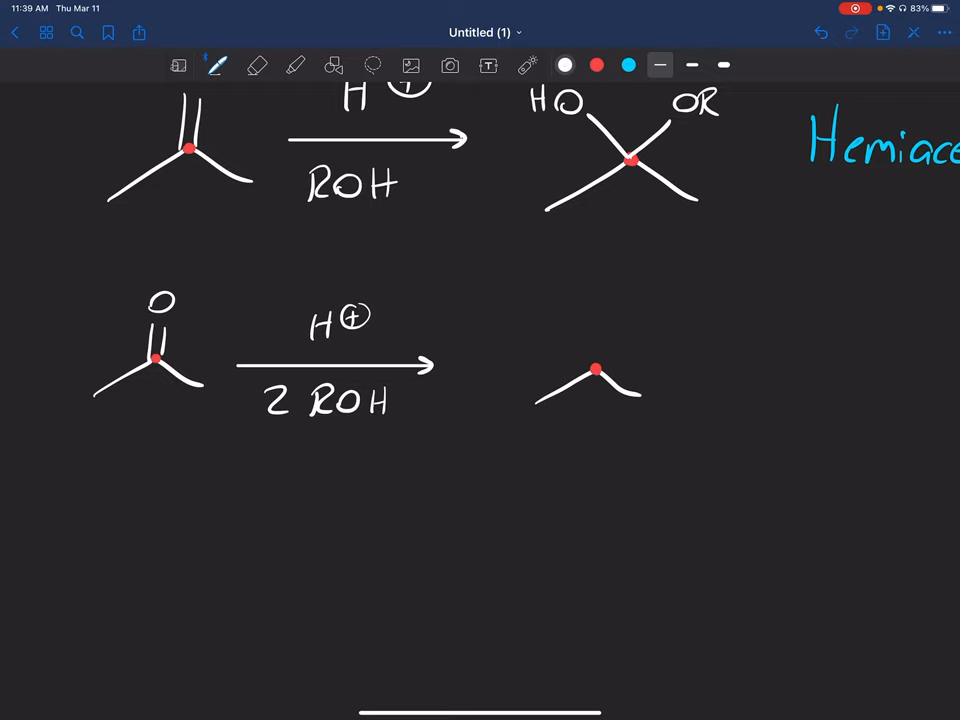 11:39 AM Thu Mar 11
83%
Untitled (1)
T
H +
ROH
HO OR
Hemiace
O
H +
2 ROH